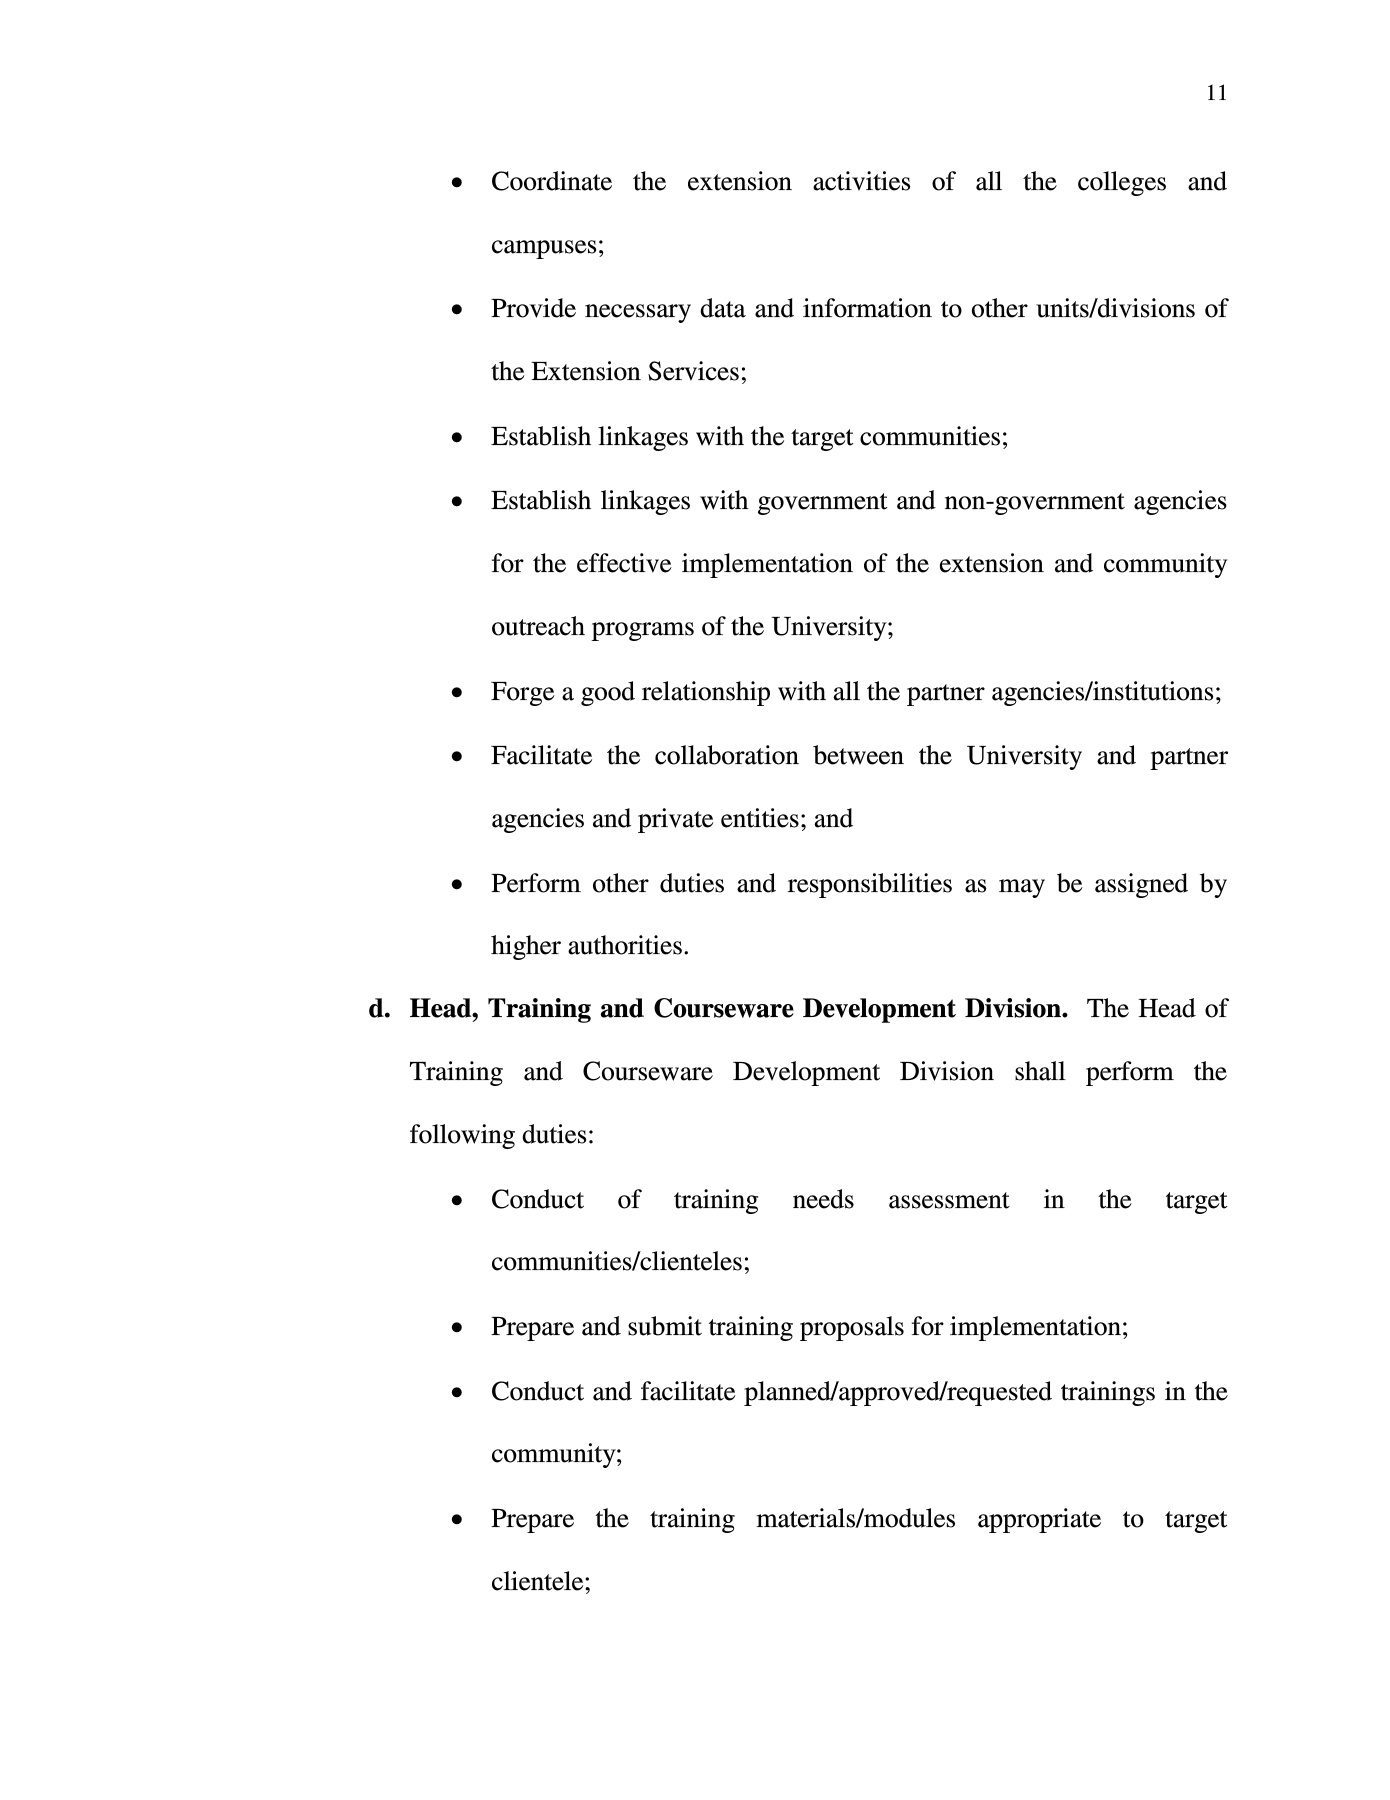 11
• Coordinate the extension activities of all the colleges and
campuses;
• Provide necessary data and information to other units/divisions of
the Extension Services;
• Establish linkages with the target communities;
• Establish linkages with government and non-government agencies
for the effective implementation of the extension and community
outreach programs of the University;
• Forge a good relationship with all the partner agencies/institutions;
• Facilitate the collaboration between the University and partner
agencies and private entities; and
• Perform other duties and responsibilities as may be assigned by
higher authorities.
d. Head, Training and Courseware Development Division. The Head of
Training and Courseware Development Division shall perform the
following duties:
• Conduct of training needs assessment in the target
communities/clienteles;
• Prepare and submit training proposals for implementation;
• Conduct and facilitate planned/approved/requested trainings in the
community;
• Prepare the training materials/modules appropriate to target
clientele;